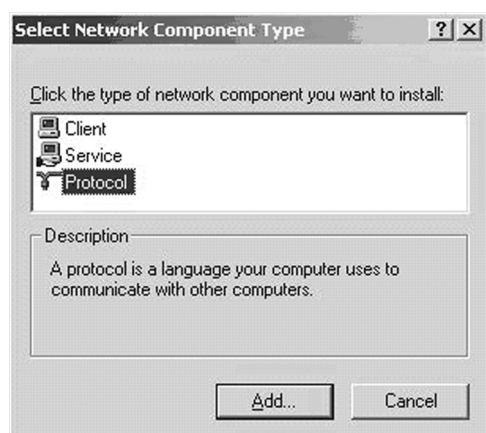 Select Network Component Type
Click the type of network component you want to install:
Client
Service
Protocol
Description
A protocol is a language your computer uses to
communicate with other computers.
Add...
Cancel